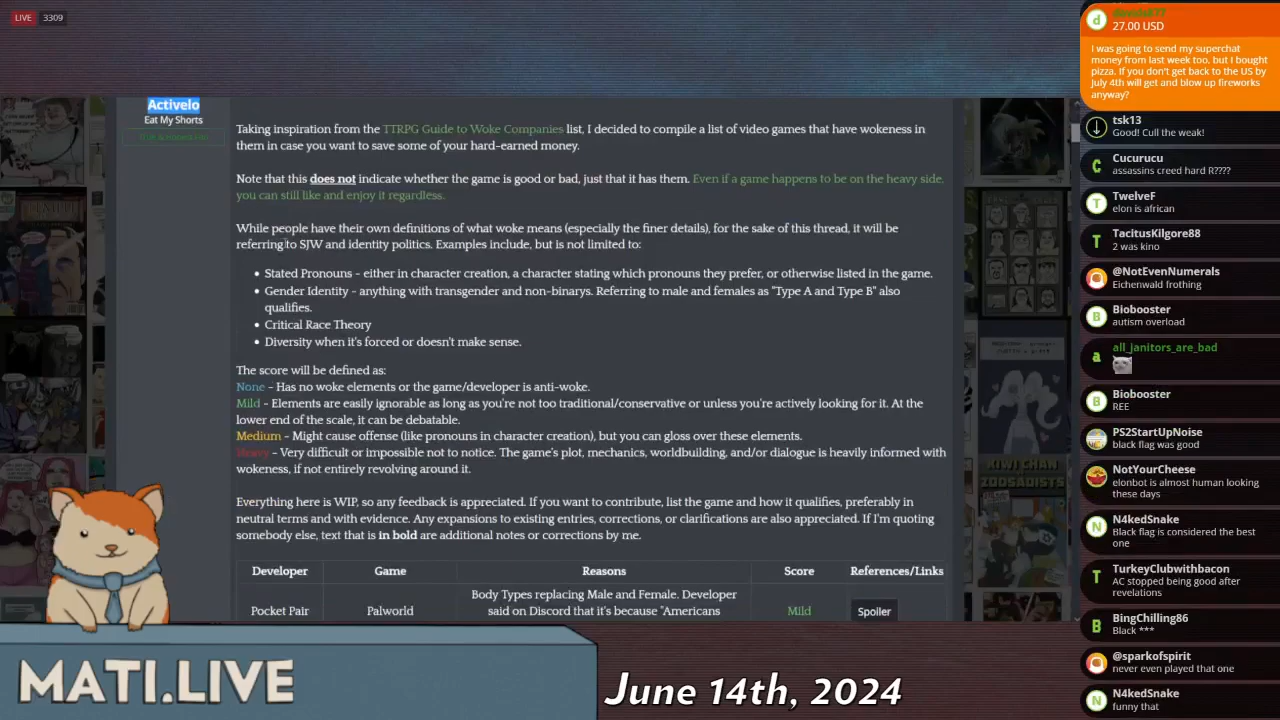 LIVE 3309
Activelo
Eat My Shorts
Taking inspiration from the TTRPG Guide to Woke Companies list, I decided to compile a list of video games that have wokeness in
them in case you want to save some of your hard-earned money.
Note that this does not indicate whether the game is good or bad, just that it has them. Even if a game happens to be on the heavy side,
you can still like and enjoy it regardless.
While people have their own definitions of what woke means (especially the finer details), for the sake of this thread, it will be
referring to SJW and identity politics. Examples include, but is not limited to:
• Stated Pronouns - either in character creation, a character stating which pronouns they prefer, or otherwise listed in the game.
• Gender Identity - anything with transgender and non-binarys. Referring to male and females as "Type A and Type B" also
qualifies.
• Critical Race Theory
• Diversity when it's forced or doesn't make sense.
The score will be defined as:
None - Has no woke elements or the game/developer is anti-woke.
Mild - Elements are easily ignorable as long as you're not too traditional/conservative or unless you're actively looking for it. At the
lower end of the scale, it can be debatable.
Medium - Might cause offense (like pronouns in character creation), but you can gloss over these elements.
Heavy - Very difficult or impossible not to notice. The game's plot, mechanics, worldbuilding, and/or dialogue is heavily informed with
wokeness, if not entirely revolving around it.
Everything here is WIP, so any feedback is appreciated. If you want to contribute, list the game and how it qualifies, preferably in
neutral terms and with evidence. Any expansions to existing entries, corrections, or clarifications are also appreciated. If I'm quoting
somebody else, text that is in bold are additional notes or corrections by me.
Developer Game Reasons Score References/Links
Body Types replacing Male and Female. Developer
Pocket Pair Palworld said on Discord that it's because "Americans Mild Spoiler
KIWI CHAN
ZOOSADISTS
MATI.LIVE
June 14th, 2024
d
27.00 USD
I was going to send my superchat
money from last week too. but I bought
pizza. If you don't get back to the US by
July 4th will get and blow up fireworks
anyway?
tsk13
Good! Cull the weak!
C
Cucurucu
assassins creed hard R????
T
TwelveF
elon is african
T
TacitusKilgore88
2 was kino
@NotEvenNumerals
Eichenwald frothing
B
Biobooster
autism overload
a
all_janitors_are_bad
B
Biobooster
REE
PS2StartUpNoise
black flag was good
NotYourCheese
elonbot is almost human looking
these days
N
N4kedSnake
Black flag is considered the best
one
T
TurkeyClubwithbacon
AC stopped being good after
revelations
B
BingChilling86
Black ***
@sparkofspirit
never even played that one
N
N4kedSnake
funny that